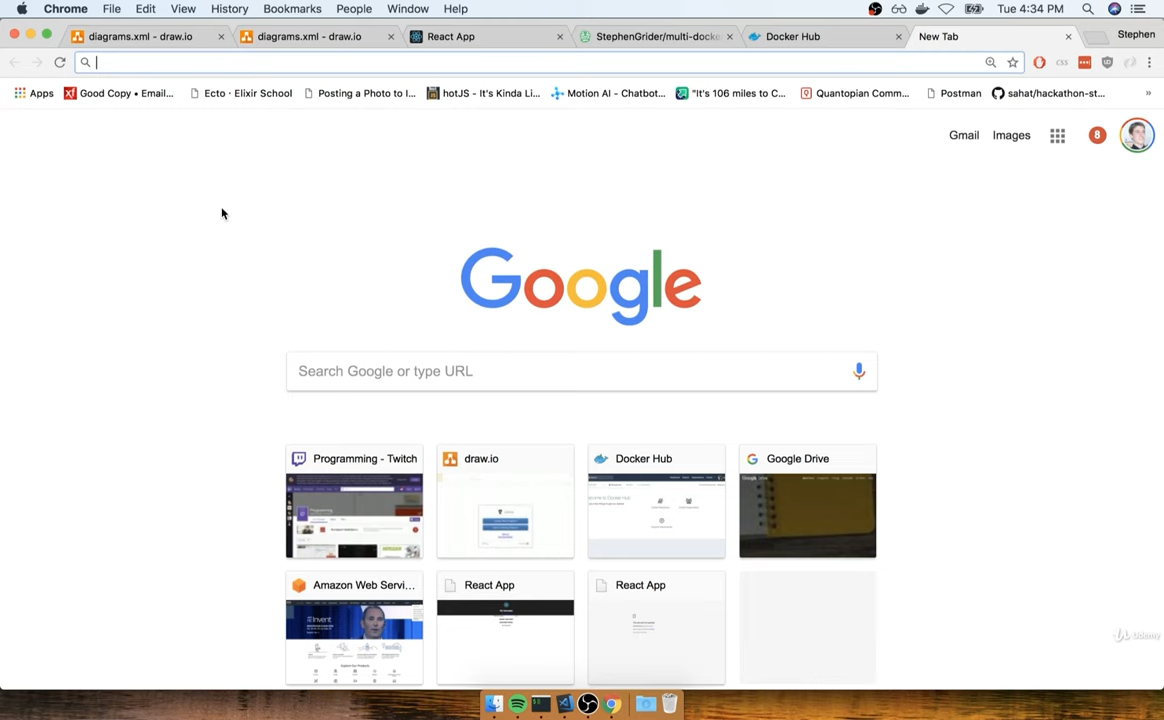 Chrome File Edit View History Bookmarks People Window Help Tue 4:34 PM
diagrams.xml - draw.io diagrams.xml - draw.io React App StephenGrider/multi-docke Docker Hub New Tab Stephen
Apps Good Copy • Email... Ecto · Elixir School Posting a Photo to I... hotJS - It's Kinda Li... Motion AI - Chatbot... "It's 106 miles to C... Quantopian Comm... Postman sahat/hackathon-st... »
Gmail Images 8
Google
Search Google or type URL
Programming - Twitch draw.io Docker Hub Google Drive
Amazon Web Servi... React App React App
Udemy